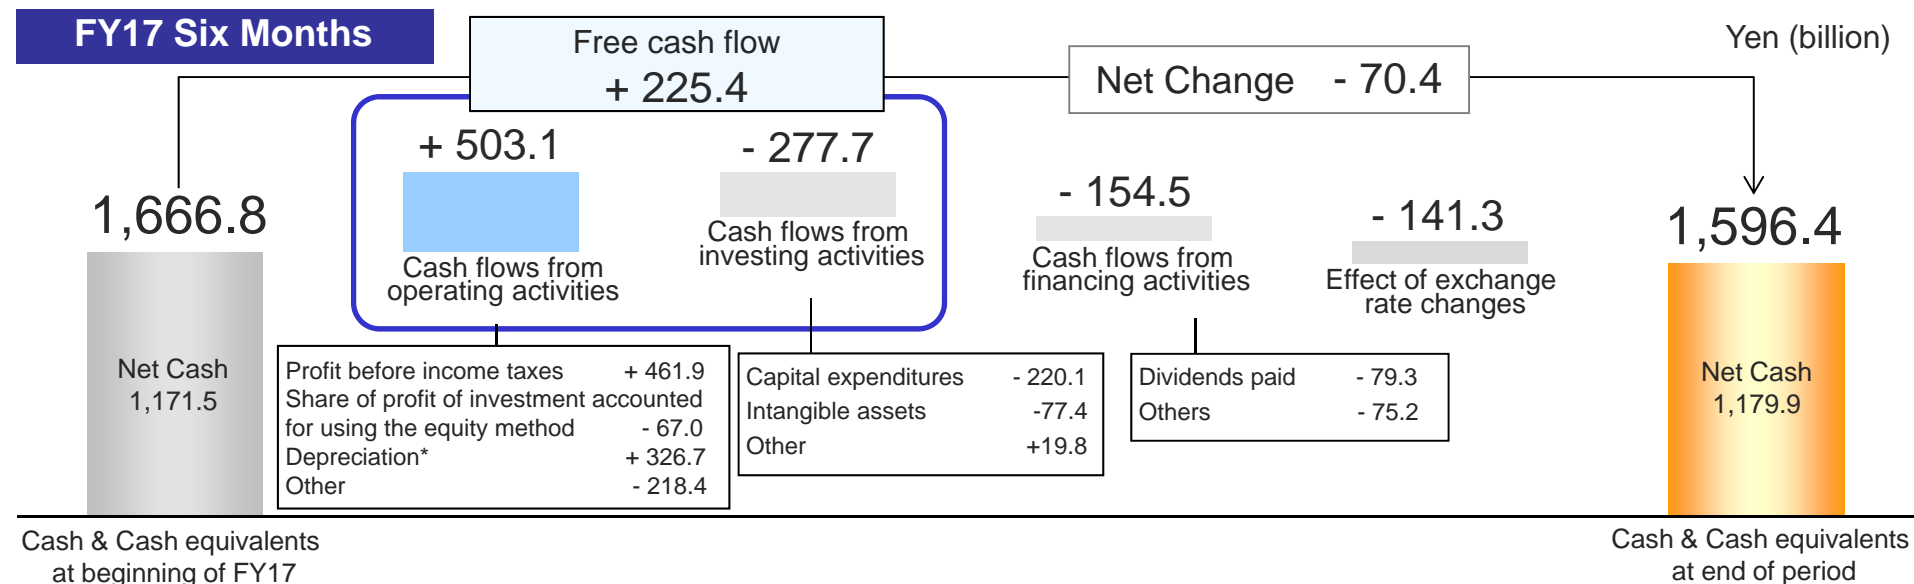 FY17 Six Months
Free cash flow
+ 225.4
Net Change - 70.4
Yen (billion)
1,666.8
+ 503.1
Cash flows from
operating activities
- 277.7
Cash flows from
investing activities
- 154.5
Cash flows from
financing activities
- 141.3
Effect of exchange
rate changes
1,596.4
Net Cash
1,171.5
Profit before income taxes + 461.9
Share of profit of investment accounted
for using the equity method - 67.0
Depreciation* + 326.7
Other - 218.4
Capital expenditures - 220.1
Intangible assets -77.4
Other +19.8
Dividends paid - 79.3
Others - 75.2
Net Cash
1,179.9
Cash & Cash equivalents
at beginning of FY17
Cash & Cash equivalents
at end of period